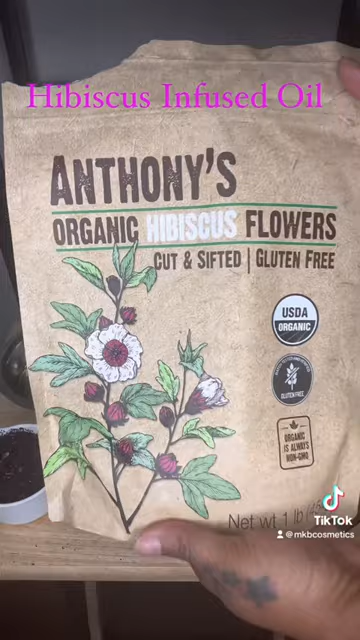 Hibiscus Infused Oil
ANTHONY'S
ORGANIC HIBISCUS FLOWERS
CUT & SIFTED | GLUTEN FREE
USDA
ORGANIC
GLUTEN FREE
ORGANIC
IS ALWAYS
NON-GMO
Net wt 1 lb
TikTok
@mkbcosmetics